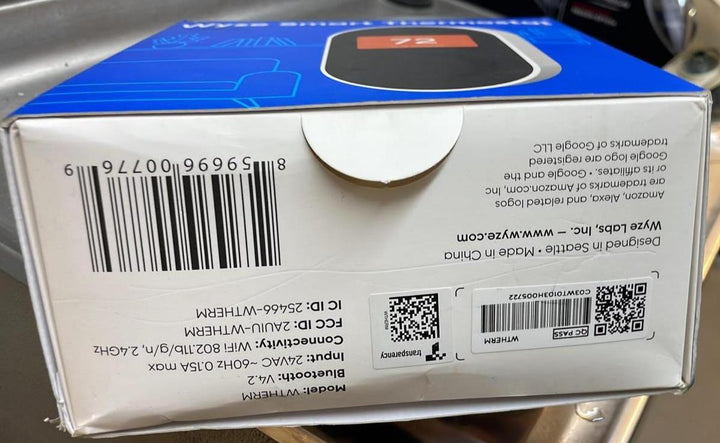 Wyze Smart Thermostat
72
Model: WTHERM
Bluetooth: V4.2
Input: 24VAC ~60Hz 0.15A max
Connectivity: WiFi 802.11b/g/n, 2.4GHz
FCC ID: 2AUIU-WTHERM
IC ID: 25466-WTHERM
transparency
WTHERM
QC PASS
C03WT0I03H005722
Designed in Seattle • Made in China
Wyze Labs, Inc. – www.wyze.com
Amazon, Alexa, and related logos
are trademarks of Amazon.com, Inc
or its affiliates. • Google and the
Google logo are registered
trademarks of Google LLC
8 59696 00776 9